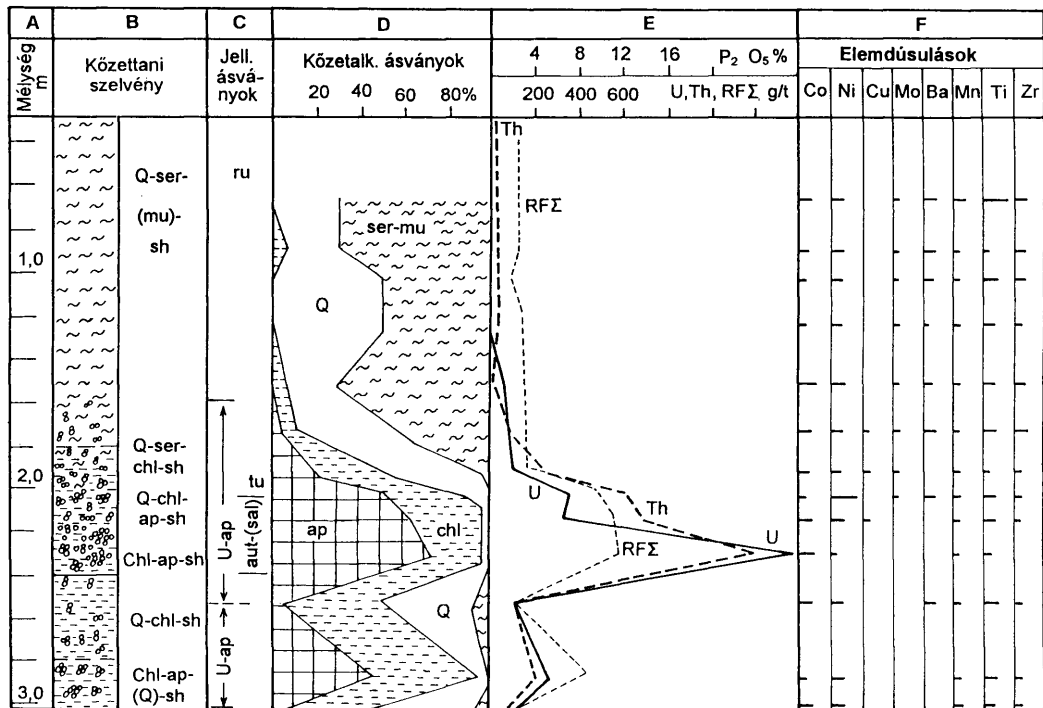 A B C D E F
Mélység m
Kőzettani szelvény
Jell. ásvá- nyok
Kőzetalk. ásványok
20 40 60 80%
4 8 12 16 P₂ O₅ %
200 400 600 U,Th, RFΣ g/t
Elemdúsulások
Co Ni Cu Mo Ba Mn Ti Zr
1,0
2,0
3,0
Q-ser-
(mu)-
sh
Q-ser-
chl-sh
Q-chl-
ap-sh
Chl-ap-sh
Q-chl-sh
Chl-ap-
(Q)-sh
ru
U-ap
aut-(sal)
tu
U-ap
ser-mu
Q
ap
chl
Q
Th
RFΣ
U
Th
U
RFΣ